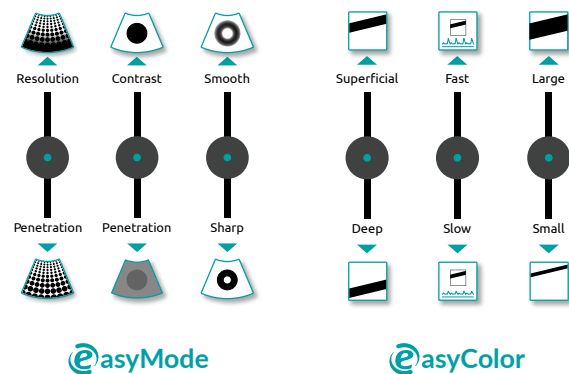 Resolution Contrast Smooth Superficial Fast Large
Penetration Penetration Sharp Deep Slow Small
easyMode easyColor